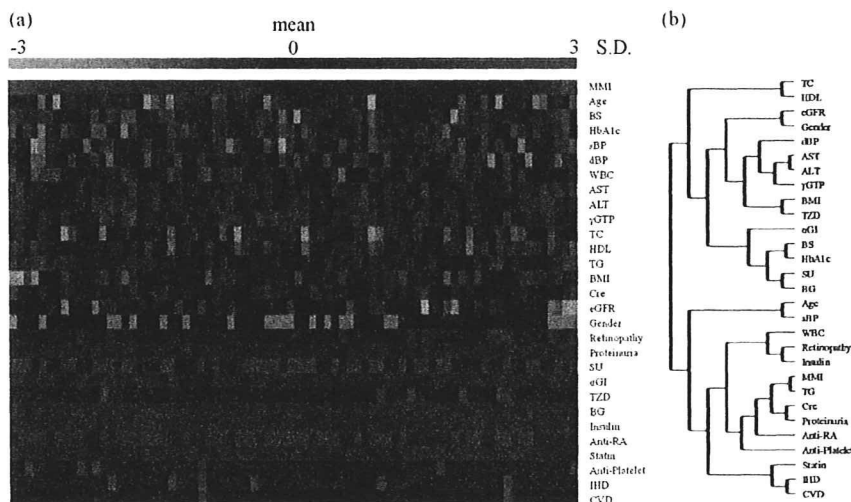 (a)
mean
-3 0 3 S.D.
MMI
Age
BS
HbA1c
sBP
dBP
WBC
AST
ALT
γGTP
TC
HDL
TG
BMI
Cre
eGFR
Gender
Retinopathy
Proteinuria
SU
αGI
TZD
BG
Insulin
Anti-RA
Statin
Anti-Platelet
IHD
CVD
(b)
TC
HDL
eGFR
Gender
dBP
AST
ALT
γGTP
BMI
TZD
αGI
BS
HbA1c
SU
BG
Age
sBP
WBC
Retinopathy
Insulin
MMI
TG
Cre
Proteinuria
Anti-RA
Anti-Platelet
Statin
IHD
CVD